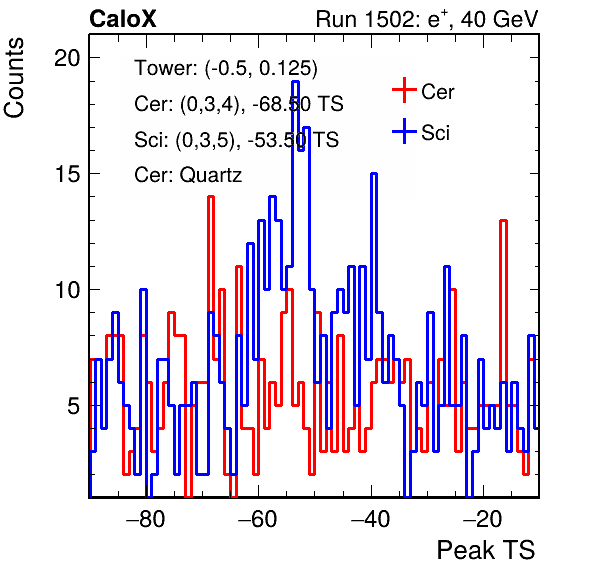 CaloX Run 1502: e+, 40 GeV
Counts
20
15
10
5
Tower: (-0.5, 0.125)
Cer: (0,3,4), -68.50 TS
Sci: (0,3,5), -53.50 TS
Cer: Quartz
Cer
Sci
−80 −60 −40 −20
Peak TS